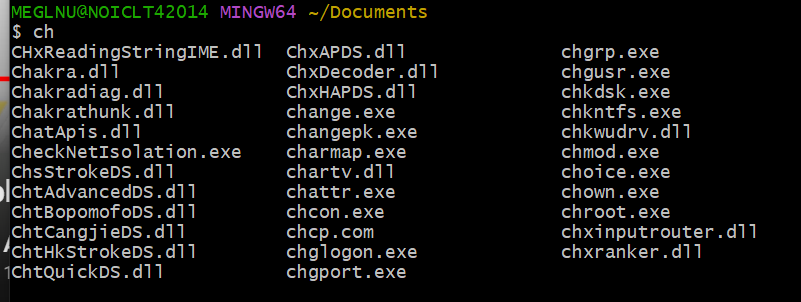 MEGLNU@NOICLT42014 MINGW64 ~/Documents
$ ch
CHxReadingStringIME.dll ChxAPDS.dll chgrp.exe
Chakra.dll ChxDecoder.dll chgusr.exe
Chakradiag.dll ChxHAPDS.dll chkdsk.exe
Chakrathunk.dll change.exe chkntfs.exe
ChatApis.dll changepk.exe chkwudrv.dll
CheckNetIsolation.exe charmap.exe chmod.exe
ChsStrokeDS.dll chartv.dll choice.exe
ChtAdvancedDS.dll chattr.exe chown.exe
ChtBopomofoDS.dll chcon.exe chroot.exe
ChtCangjieDS.dll chcp.com chxinputrouter.dll
ChtHkStrokeDS.dll chglogon.exe chxranker.dll
ChtQuickDS.dll chgport.exe